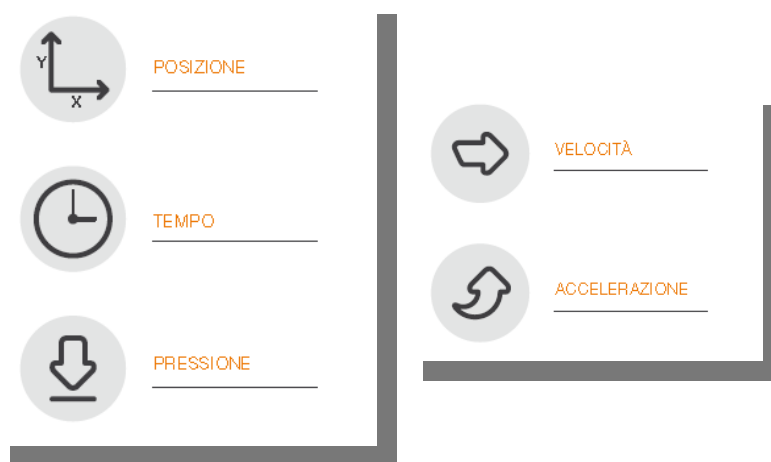 Y
X
POSIZIONE
TEMPO
PRESSIONE
VELOCITÀ
ACCELERAZIONE